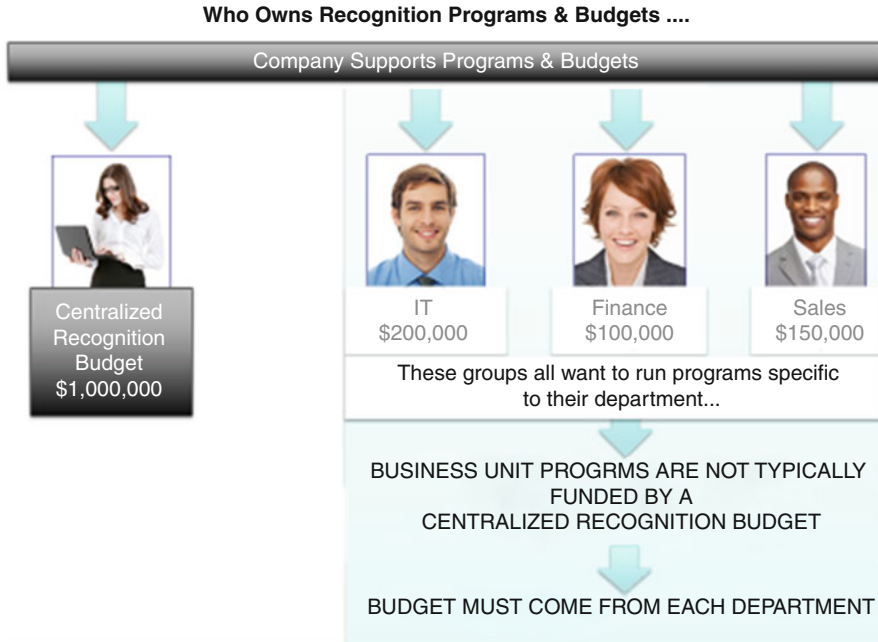 Who Owns Recognition Programs & Budgets ....
Company Supports Programs & Budgets
Centralized
Recognition
Budget
$1,000,000
IT
$200,000
Finance
$100,000
Sales
$150,000
These groups all want to run programs specific
to their department...
BUSINESS UNIT PROGRMS ARE NOT TYPICALLY
FUNDED BY A
CENTRALIZED RECOGNITION BUDGET
BUDGET MUST COME FROM EACH DEPARTMENT